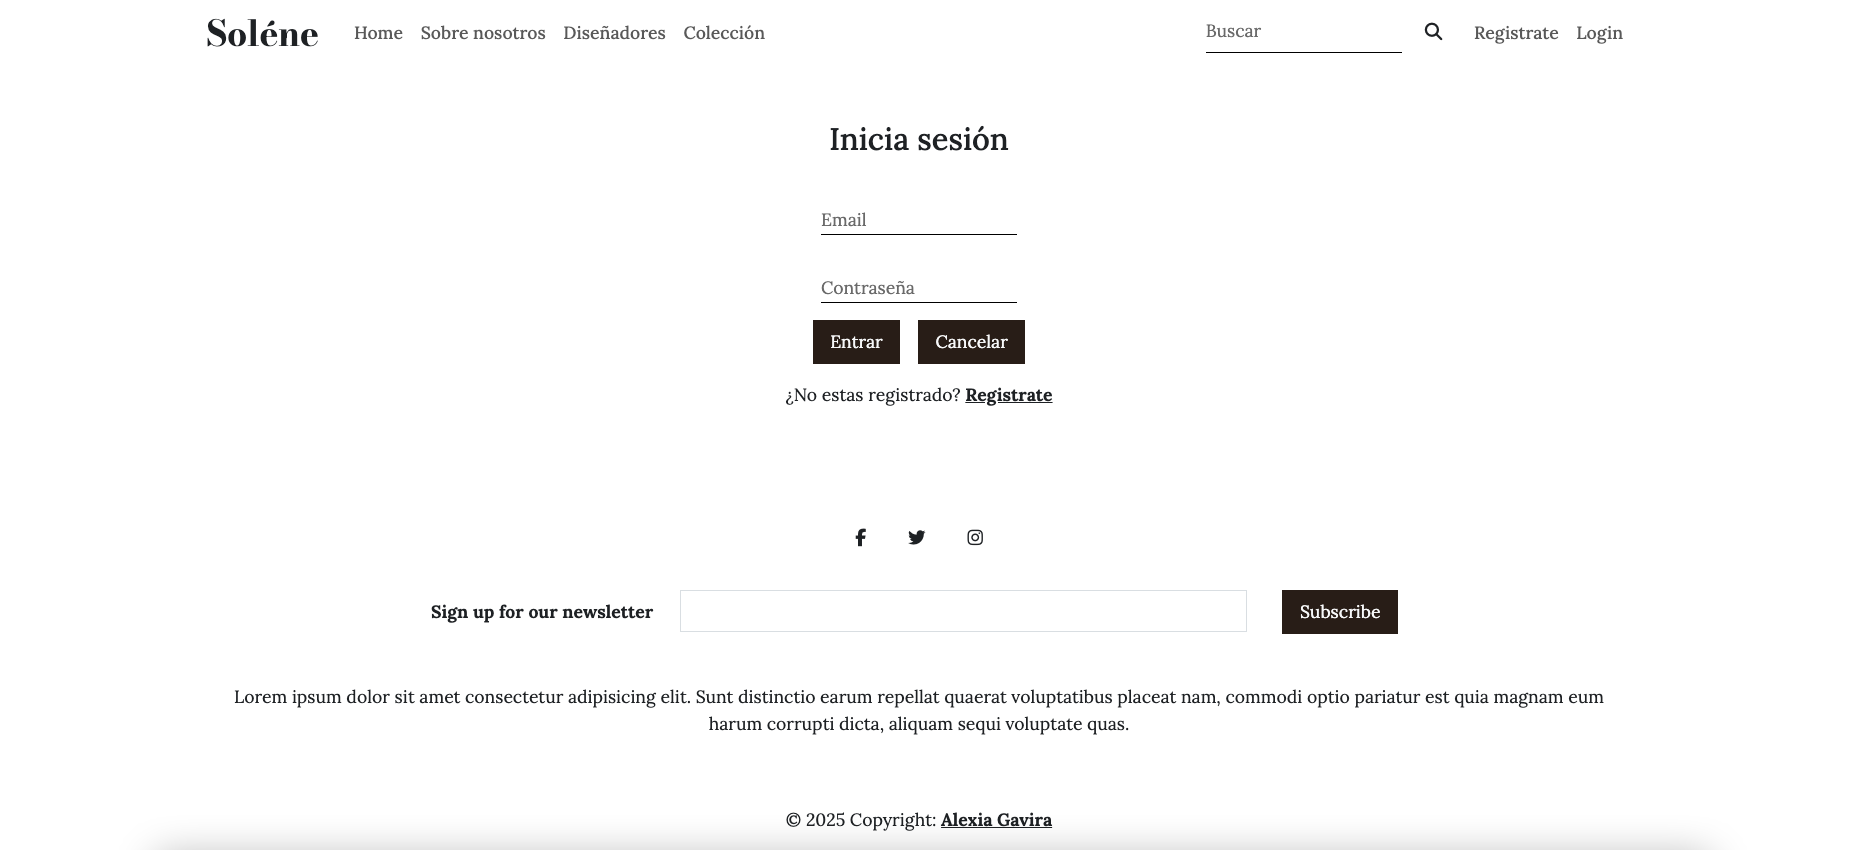 Soléne Home Sobre nosotros Diseñadores Colección Buscar Registrate Login
Inicia sesión
Email
Contraseña
Entrar Cancelar
¿No estas registrado? Registrate
Sign up for our newsletter Subscribe
Lorem ipsum dolor sit amet consectetur adipisicing elit. Sunt distinctio earum repellat quaerat voluptatibus placeat nam, commodi optio pariatur est quia magnam eum
harum corrupti dicta, aliquam sequi voluptate quas.
© 2025 Copyright: Alexia Gavira